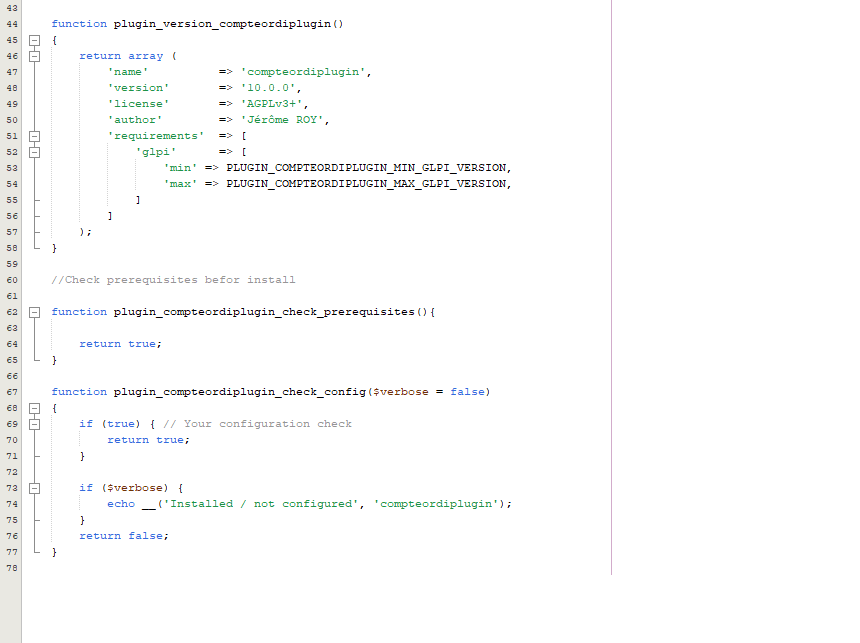 43
44 function plugin_version_compteordiplugin()
45 {
46 return array (
47 'name' => 'compteordiplugin',
48 'version' => '10.0.0',
49 'license' => 'AGPLv3+',
50 'author' => 'Jérôme ROY',
51 'requirements' => [
52 'glpi' => [
53 'min' => PLUGIN_COMPTEORDIPLUGIN_MIN_GLPI_VERSION,
54 'max' => PLUGIN_COMPTEORDIPLUGIN_MAX_GLPI_VERSION,
55 ]
56 ]
57 );
58 }
59
60 //Check prerequisites befor install
61
62 function plugin_compteordiplugin_check_prerequisites(){
63
64 return true;
65 }
66
67 function plugin_compteordiplugin_check_config($verbose = false)
68 {
69 if (true) { // Your configuration check
70 return true;
71 }
72
73 if ($verbose) {
74 echo __('Installed / not configured', 'compteordiplugin');
75 }
76 return false;
77 }
78